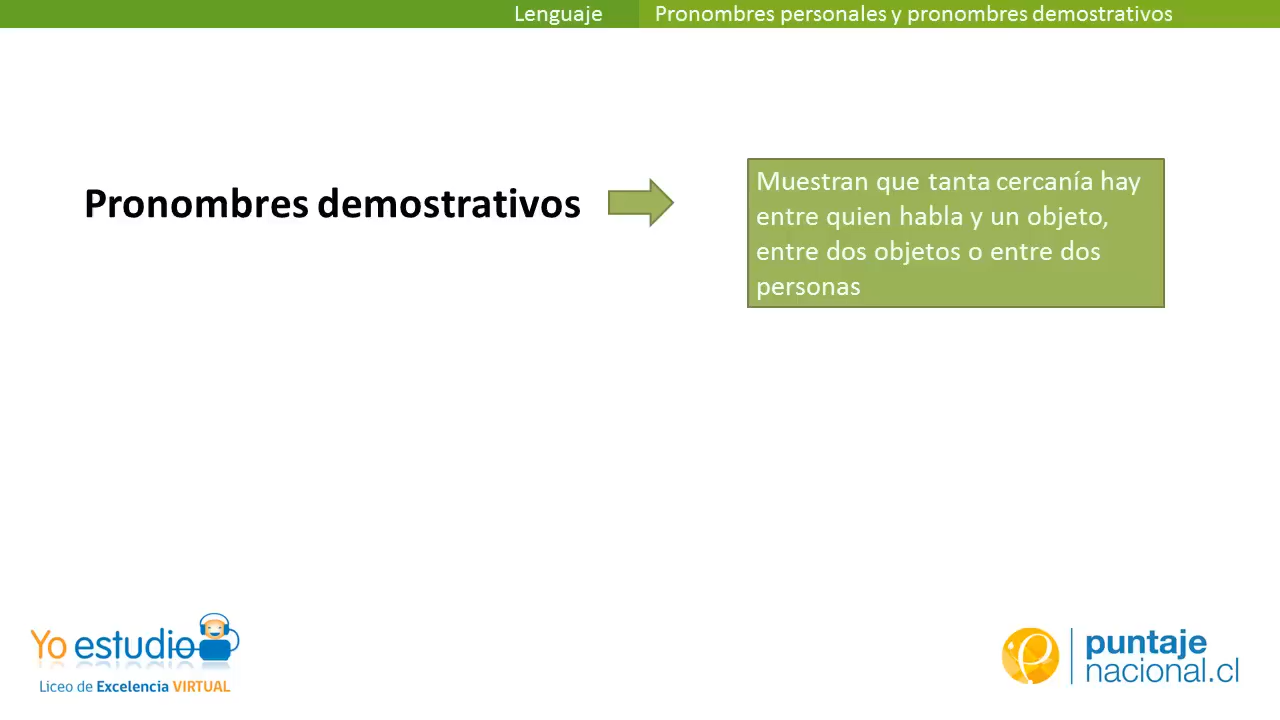 Lenguaje
Pronombres personales y pronombres demostrativos
Pronombres demostrativos
Muestran que tanta cercanía hay
entre quien habla y un objeto,
entre dos objetos o entre dos
personas
Yo estudio
Liceo de Excelencia VIRTUAL
puntaje
nacional.cl